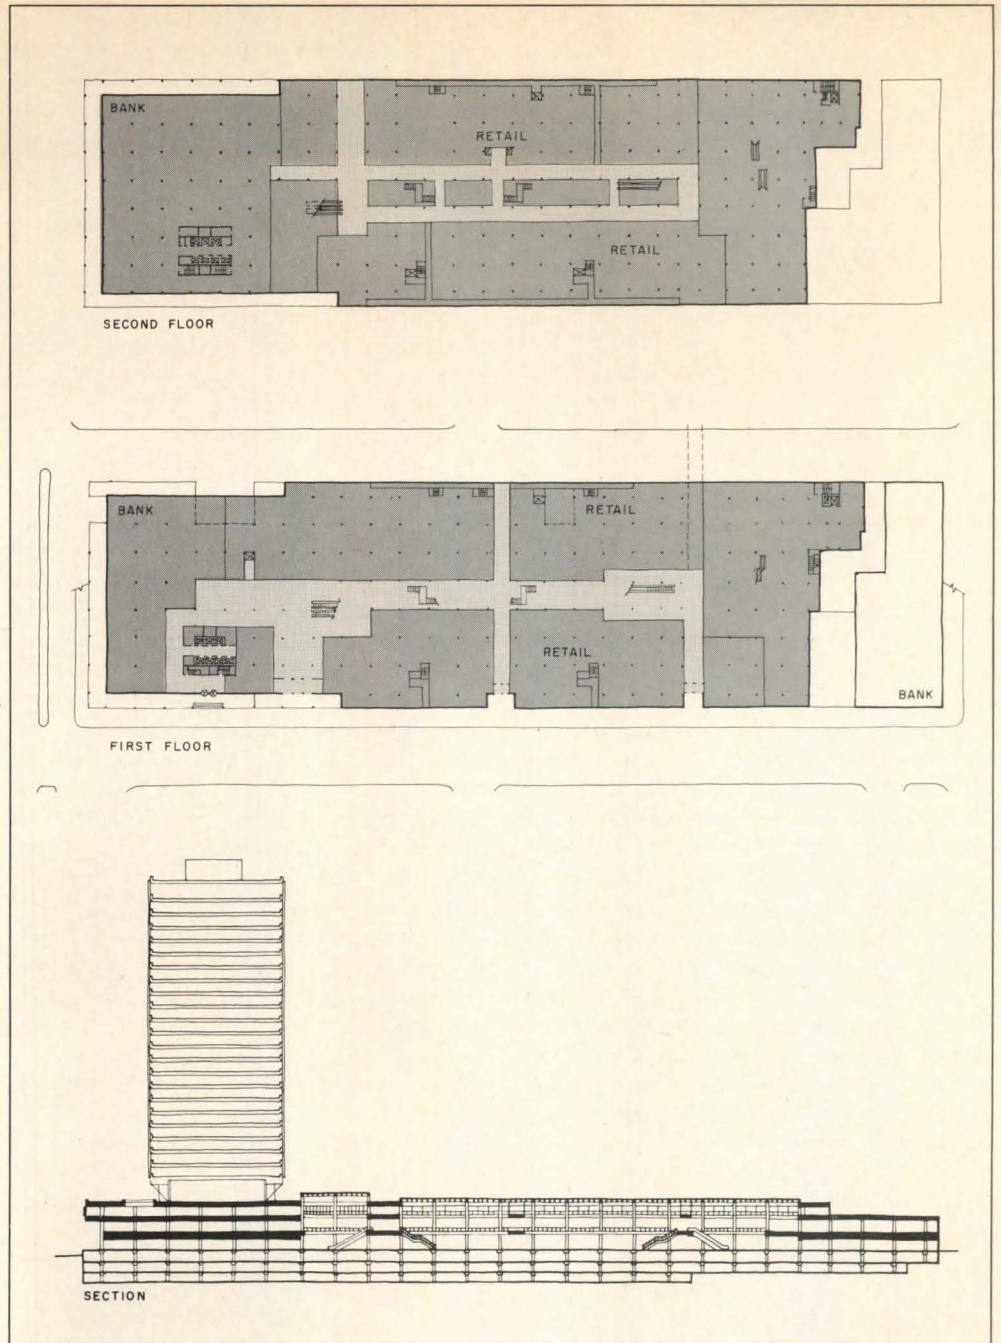 BANK
RETAIL
RETAIL
SECOND FLOOR
BANK
RETAIL
RETAIL
BANK
FIRST FLOOR
SECTION